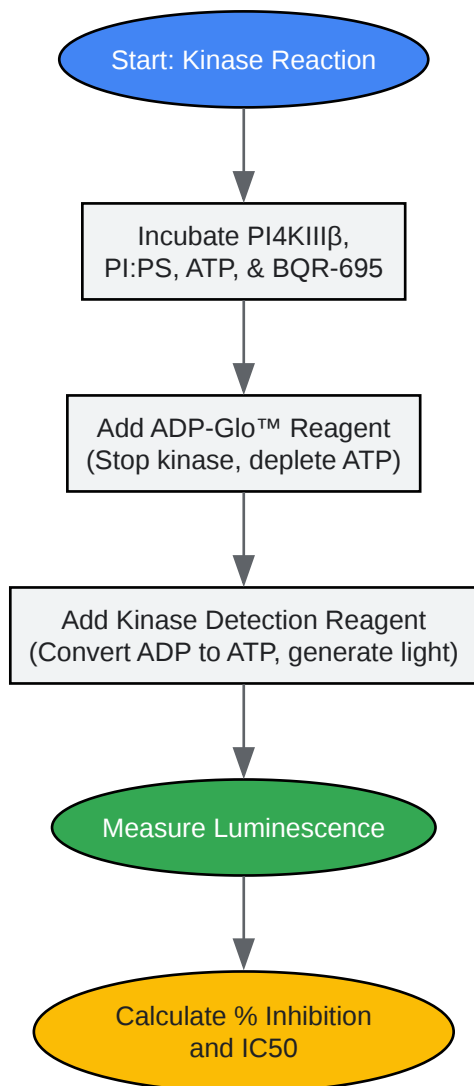 Start: Kinase Reaction
Incubate PI4KIIIβ,
PI:PS, ATP, & BQR-695
Add ADP-Glo™ Reagent
(Stop kinase, deplete ATP)
Add Kinase Detection Reagent
(Convert ADP to ATP, generate light)
Measure Luminescence
Calculate % Inhibition
and IC50